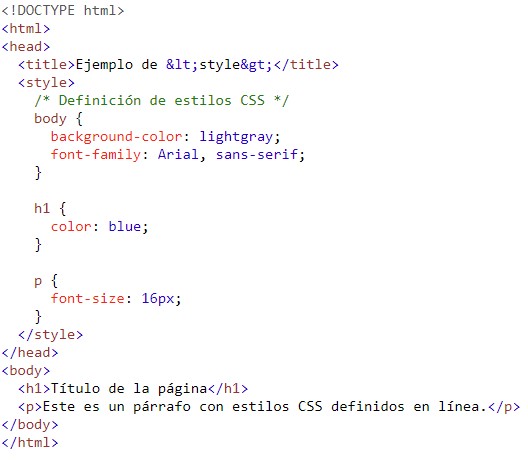 <!DOCTYPE html>
<html>
<head>
  <title>Ejemplo de &lt;style&gt;</title>
  <style>
    /* Definición de estilos CSS */
    body {
      background-color: lightgray;
      font-family: Arial, sans-serif;
    }

    h1 {
      color: blue;
    }

    p {
      font-size: 16px;
    }
  </style>
</head>
<body>
  <h1>Título de la página</h1>
  <p>Este es un párrafo con estilos CSS definidos en línea.</p>
</body>
</html>